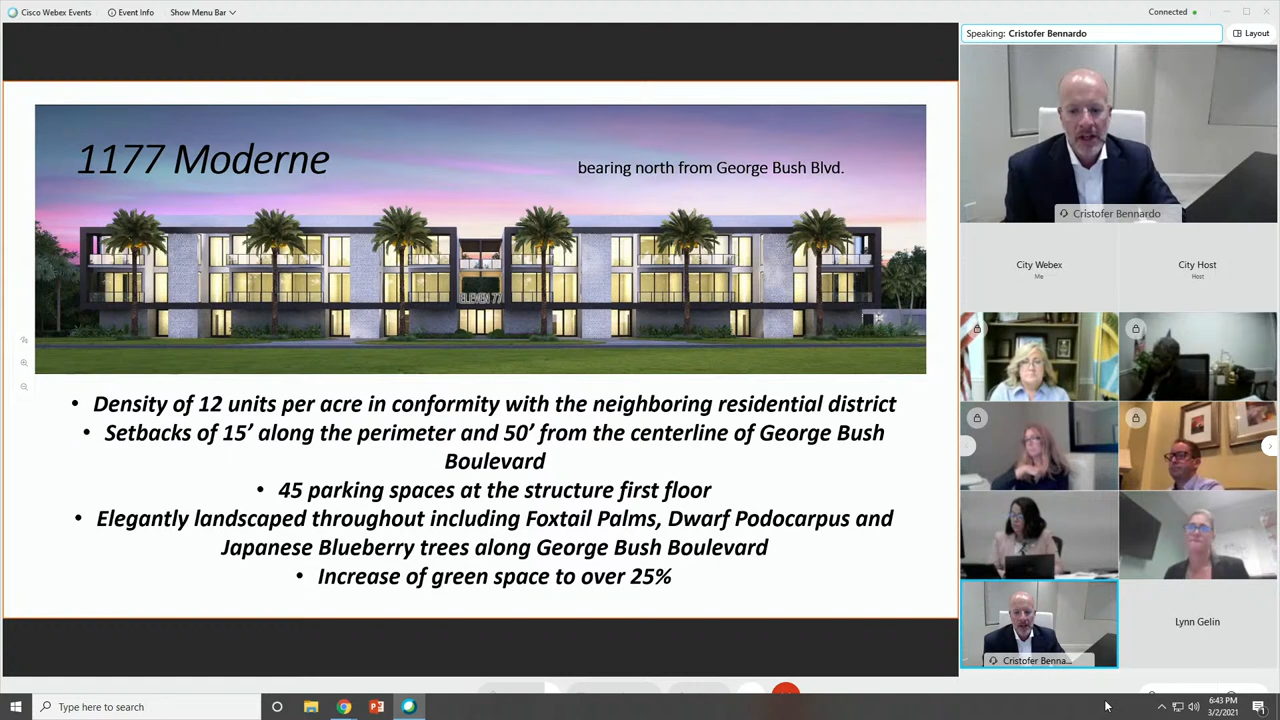 Cisco Webex Events
Event Info
Show Menu Bar
Connected
Speaking: Cristofer Bennardo
Layout
1177 Moderne
bearing north from George Bush Blvd.
ELEVEN 77
• Density of 12 units per acre in conformity with the neighboring residential district
• Setbacks of 15’ along the perimeter and 50’ from the centerline of George Bush
Boulevard
• 45 parking spaces at the structure first floor
• Elegantly landscaped throughout including Foxtail Palms, Dwarf Podocarpus and
Japanese Blueberry trees along George Bush Boulevard
• Increase of green space to over 25%
Cristofer Bennardo
City Webex
Me
City Host
Host
Cristofer Benna...
Lynn Gelin
Type here to search
6:43 PM
3/2/2021
1